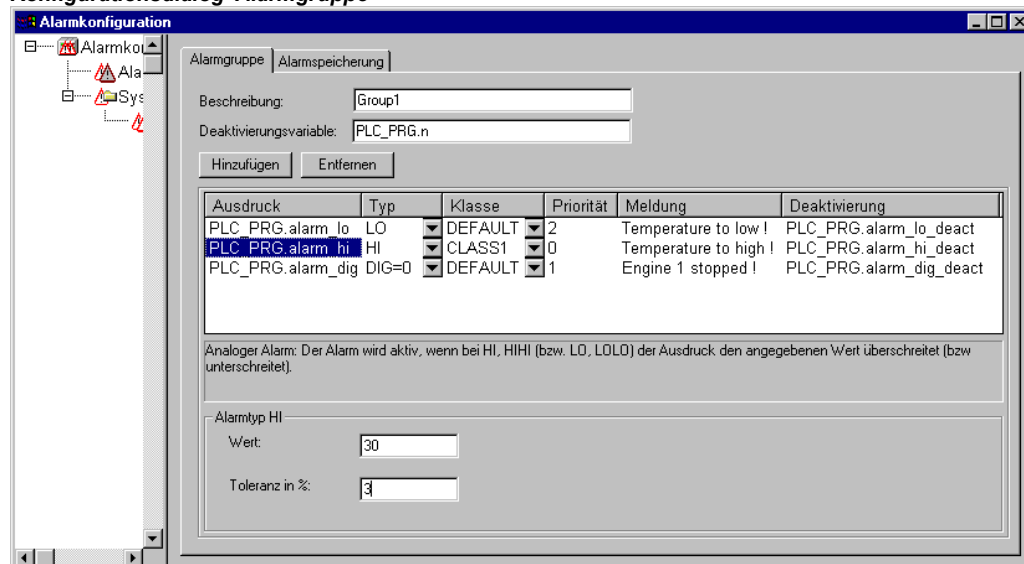 Konfigurationsdialog 'Alarmgruppe'
Alarmkonfiguration
Alarmko
Ala
Sys
Alarmgruppe Alarmspeicherung
Beschreibung: Group1
Deaktivierungsvariable: PLC_PRG.n
Hinzufügen Entfernen
Ausdruck Typ Klasse Priorität Meldung Deaktivierung
PLC_PRG.alarm_lo LO DEFAULT 2 Temperature to low ! PLC_PRG.alarm_lo_deact
PLC_PRG.alarm_hi HI CLASS1 0 Temperature to high ! PLC_PRG.alarm_hi_deact
PLC_PRG.alarm_dig DIG=0 DEFAULT 1 Engine 1 stopped ! PLC_PRG.alarm_dig_deact
Analoger Alarm: Der Alarm wird aktiv, wenn bei HI, HIHI (bzw. LO, LOLO) der Ausdruck den angegebenen Wert überschreitet (bzw
unterschreitet).
Alarmtyp HI
Wert: 30
Toleranz in %: 3